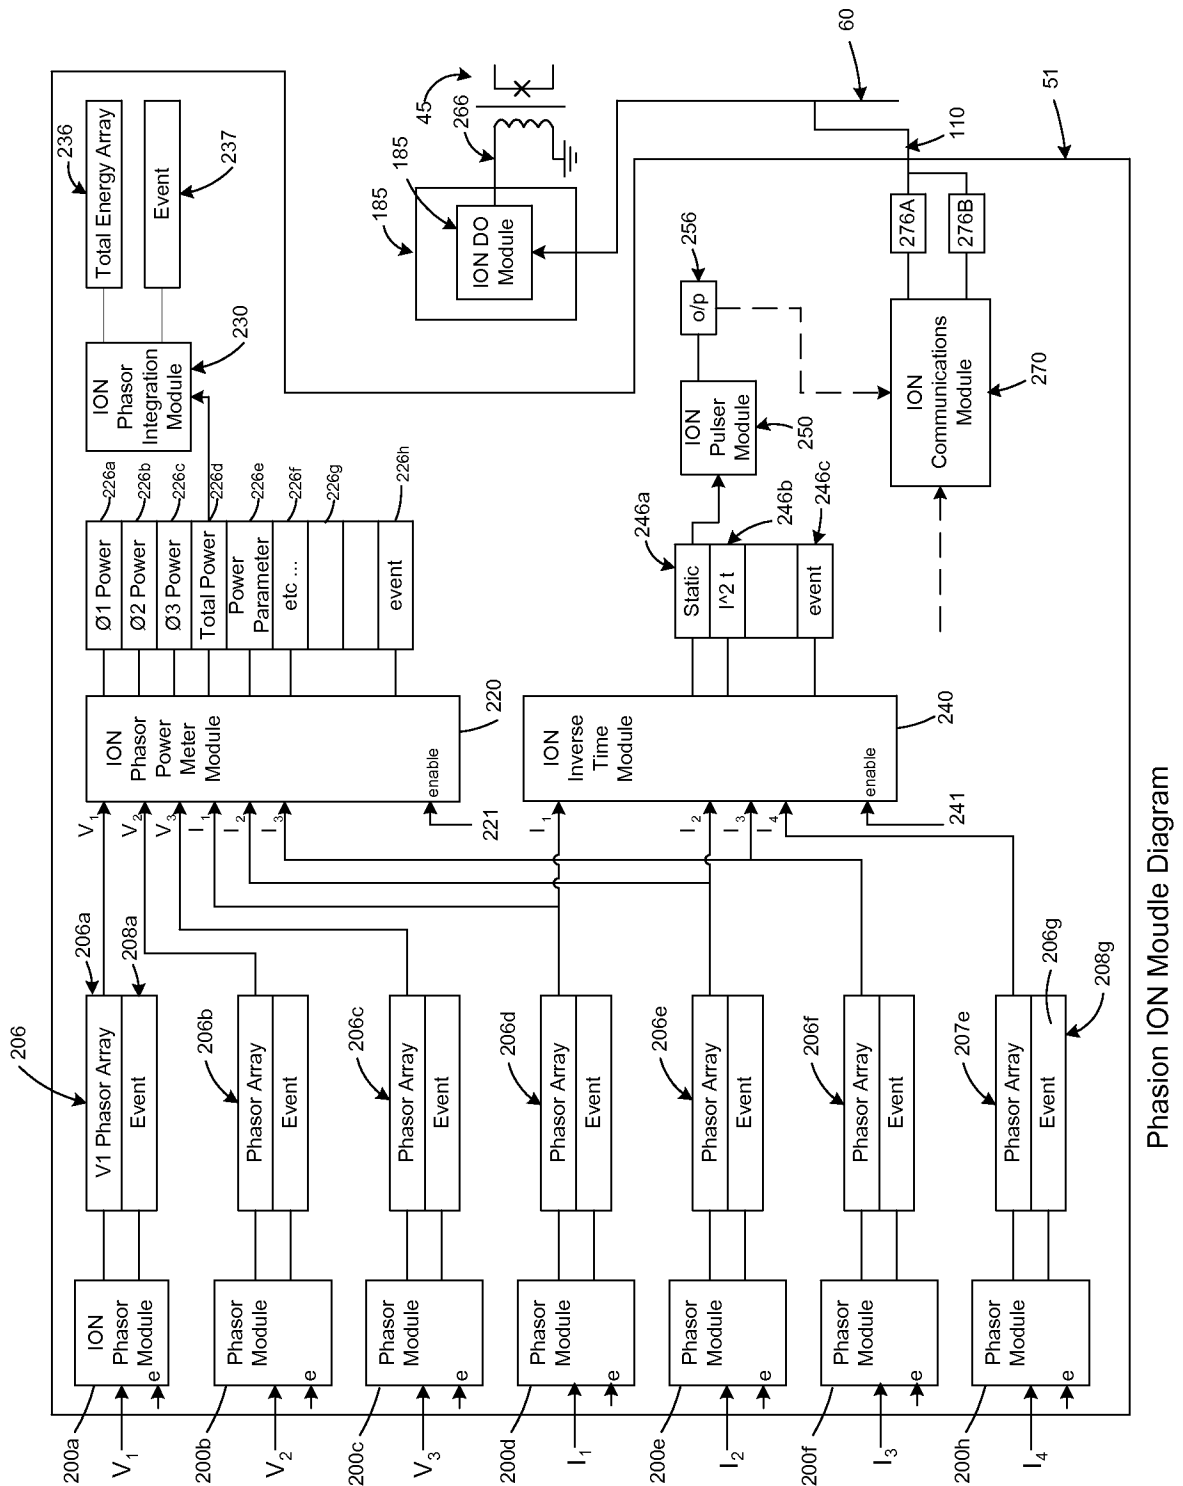 236
Total Energy Array
Event
237
ION
Phasor
Integration
Module
230
45
266
185
185
ION DO
Module
60
51
110
276A
276B
256
o/p
ION
Pulser
Module
250
ION
Communications
Module
270
226a
226b
226c
226d
226e
226f
226g
226h
Ø1 Power
Ø2 Power
Ø3 Power
Total Power
Power
Parameter
etc ...
event
246a
246b
246c
Static
I^2 t
event
ION
Phasor
Power
Meter
Module
enable
220
ION
Inverse
Time
Module
enable
240
V1
V2
V3
I1
I2
I3
221
I1
I2
I3
I4
241
206
206a
208a
V1 Phasor Array
Event
206b
Phasor Array
Event
206c
Phasor Array
Event
206d
Phasor Array
Event
206e
Phasor Array
Event
206f
Phasor Array
Event
207e
Phasor Array
Event
206g
208g
ION
Phasor
Module
e
200a
V1
Phasor
Module
e
200b
V2
Phasor
Module
e
200c
V3
Phasor
Module
e
200d
I1
Phasor
Module
e
200e
I2
Phasor
Module
e
200f
I3
Phasor
Module
e
200h
I4
Phasion ION Moudle Diagram